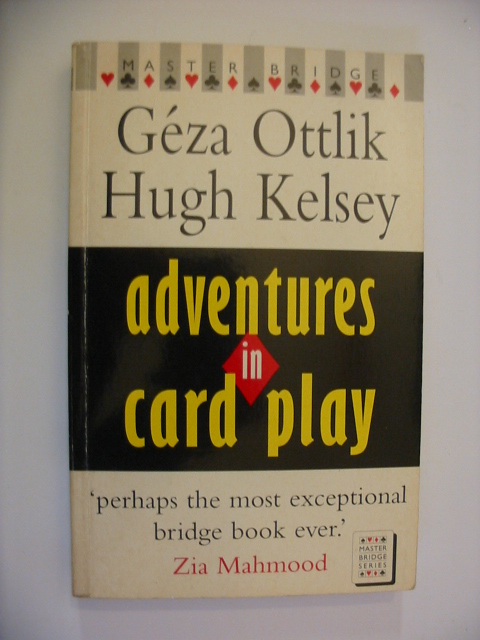 MASTER BRIDGE
Géza Ottlik
Hugh Kelsey
adventures
in
card play
'perhaps the most exceptional
bridge book ever.'
Zia Mahmood
MASTER
BRIDGE
SERIES